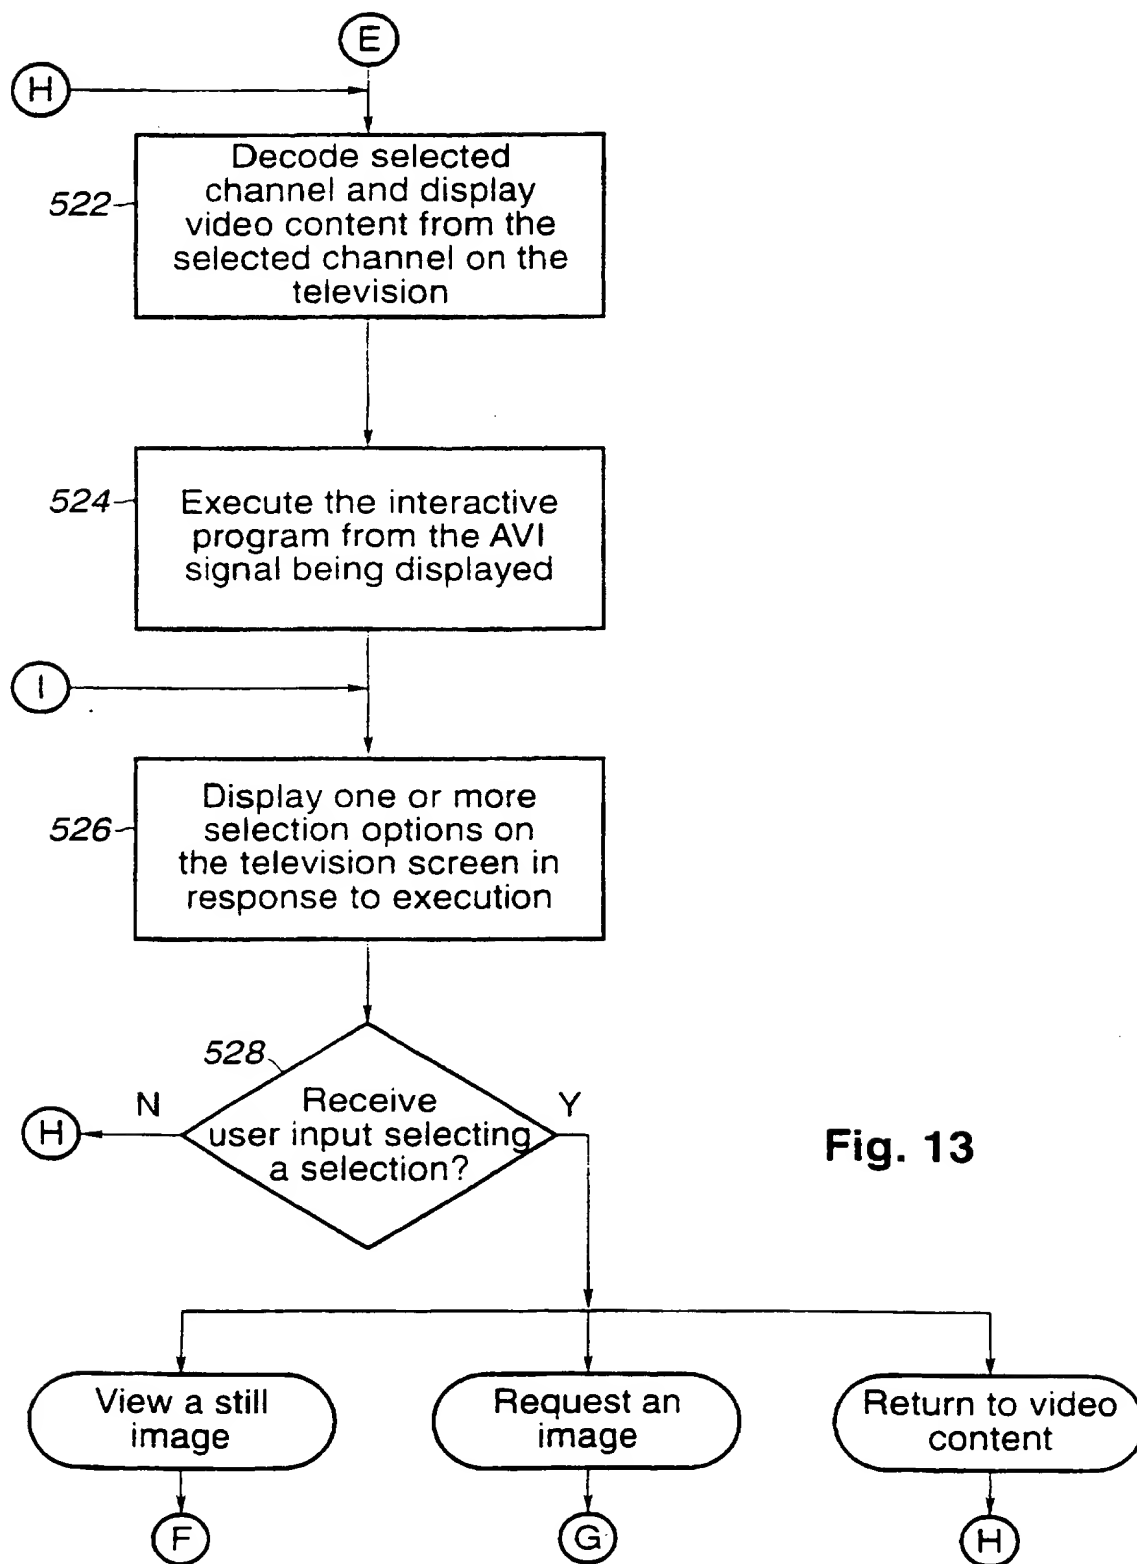 E
H
522
Decode selected
channel and display
video content from the
selected channel on the
television
524
Execute the interactive
program from the AVI
signal being displayed
I
526
Display one or more
selection options on
the television screen in
response to execution
528
N
Y
H
Receive
user input selecting
a selection?
Fig. 13
View a still
image
Request an
image
Return to video
content
F
G
H